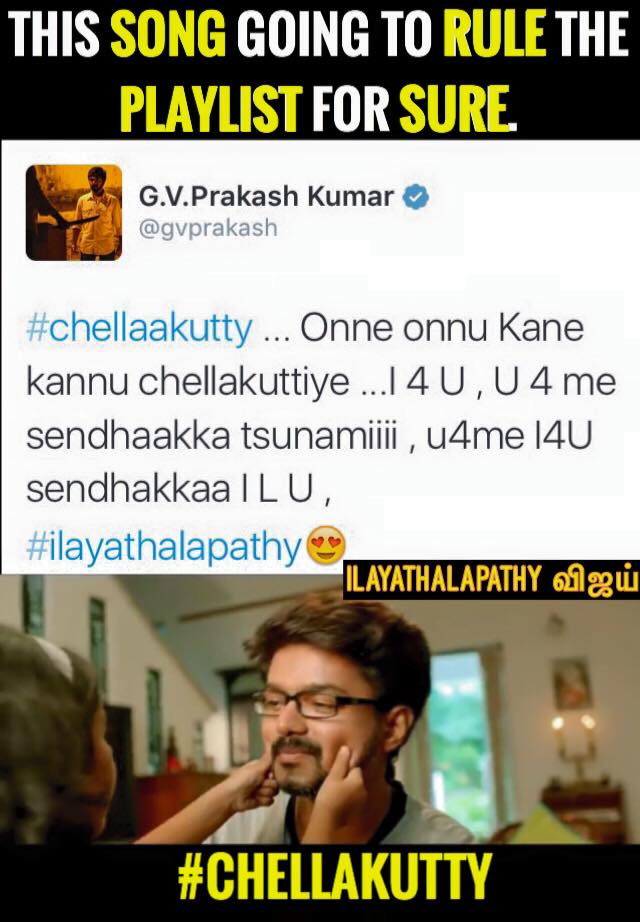 THIS SONG GOING TO RULE THE
PLAYLIST FOR SURE.
G.V.Prakash Kumar
@gvprakash
#chellaakutty ... Onne onnu Kane
kannu chellakuttiye ...I 4 U , U 4 me
sendhaakka tsunamiiii , u4me I4U
sendhakkaa I L U ,
#ilayathalapathy😍
ILAYATHALAPATHY விஜய்
#CHELLAKUTTY